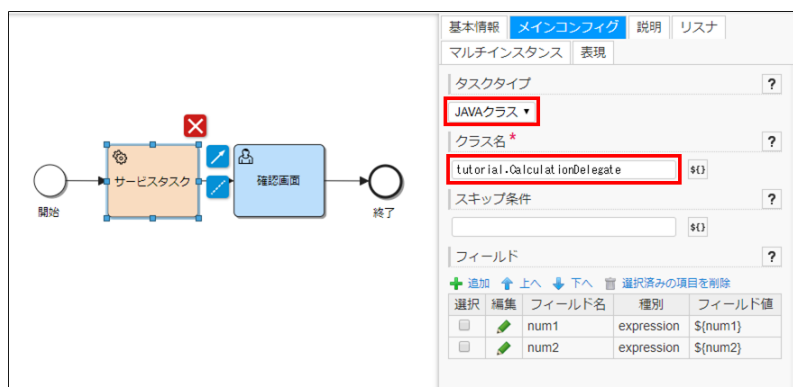 基本情報 メインコンフィグ 説明 リスナ
マルチインスタンス 表現
タスクタイプ ?
JAVAクラス ▼
クラス名* ?
tutorial.CalculationDelegate ${}
スキップ条件 ?
${}
フィールド ?
追加 上へ 下へ 選択済みの項目を削除
選択 編集 フィールド名 種別 フィールド値
num1 expression ${num1}
num2 expression ${num2}
サービスタスク
確認画面
開始
終了